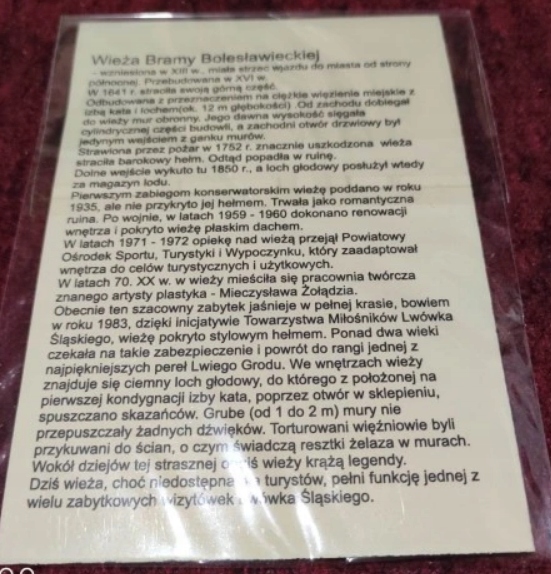 Wieża Bramy Bolesławieckiej
- wzniesiona w XIII w., miała strzec wjazdu do miasta od strony
północnej. Przebudowana w XVI w.
W 1641 r. straciła swoją górną część.
Odbudowana z przeznaczeniem na ciężkie więzienie miejskie z
izbą kata i lochem(ok. 12 m głębokości). Od zachodu dobiegał
do wieży mur obronny. Jego dawna wysokość sięgała
cylindrycznej części budowli, a zachodni otwór drzwiowy był
jedynym wejściem z ganku murów.
Strawiona przez pożar w 1752 r. znacznie uszkodzona wieża
straciła barokowy hełm. Odtąd popadła w ruinę.
Dolne wejście wykuto tu 1850 r., a loch głodowy posłużył wtedy
za magazyn lodu.
Pierwszym zabiegom konserwatorskim wieżę poddano w roku
1935, ale nie przykryto jej hełmem. Trwała jako romantyczna
ruina. Po wojnie, w latach 1959 - 1960 dokonano renowacji
wnętrza i pokryto wieżę płaskim dachem.
W latach 1971 - 1972 opiekę nad wieżą przejął Powiatowy
Ośrodek Sportu, Turystyki i Wypoczynku, który zaadaptował
wnętrza do celów turystycznych i użytkowych.
W latach 70. XX w. w wieży mieściła się pracownia twórcza
znanego artysty plastyka - Mieczysława Żołądzia.
Obecnie ten szacowny zabytek jaśnieje w pełnej krasie, bowiem
w roku 1983, dzięki inicjatywie Towarzystwa Miłośników Lwówka
Śląskiego, wieżę pokryto stylowym hełmem. Ponad dwa wieki
czekała na takie zabezpieczenie i powrót do rangi jednej z
najpiękniejszych pereł Lwiego Grodu. We wnętrzach wieży
znajduje się ciemny loch głodowy, do którego z położonej na
pierwszej kondygnacji izby kata, poprzez otwór w sklepieniu,
spuszczano skazańców. Grube (od 1 do 2 m) mury nie
przepuszczały żadnych dźwięków. Torturowani więźniowie byli
przykuwani do ścian, o czym świadczą resztki żelaza w murach.
Wokół dziejów tej strasznej wieży krążą legendy.
Dziś wieża, choć niedostępna turystów, pełni funkcję jednej z
wielu zabytkowych wizytówek Lwówka Śląskiego.